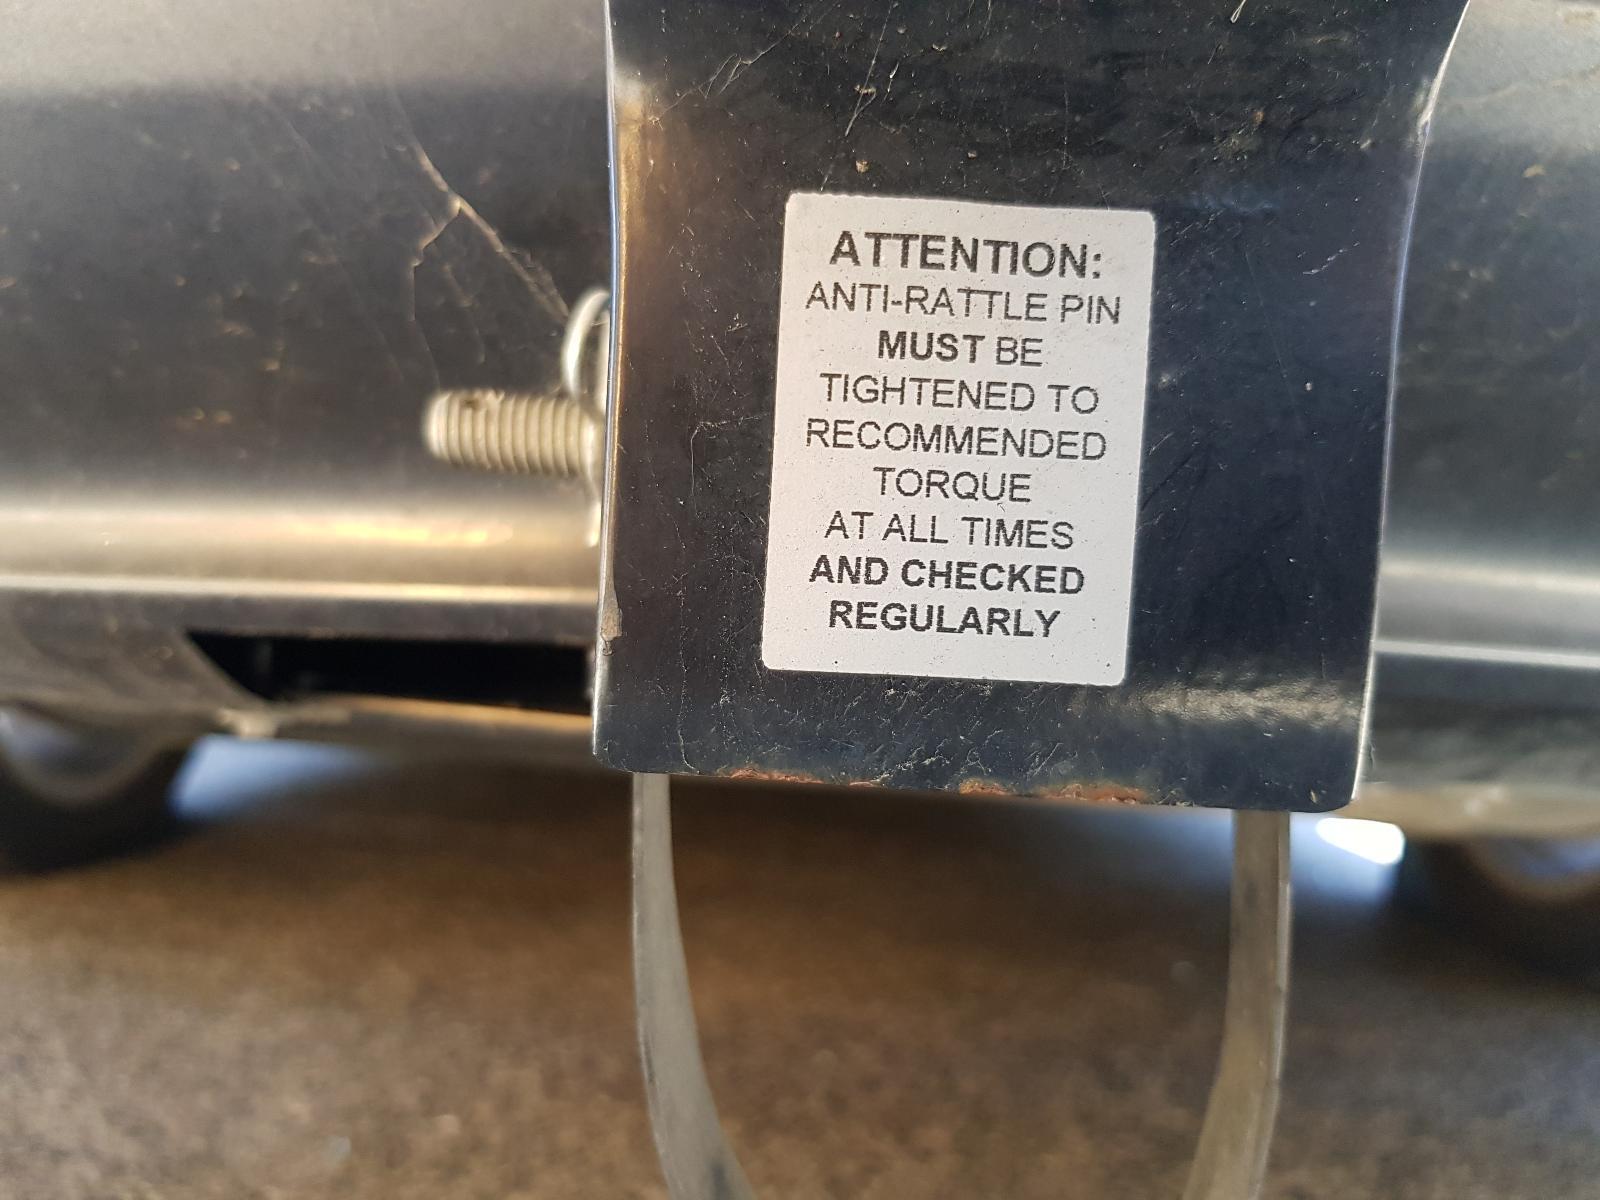 ATTENTION:
ANTI-RATTLE PIN
MUST BE
TIGHTENED TO
RECOMMENDED
TORQUE
AT ALL TIMES
AND CHECKED
REGULARLY